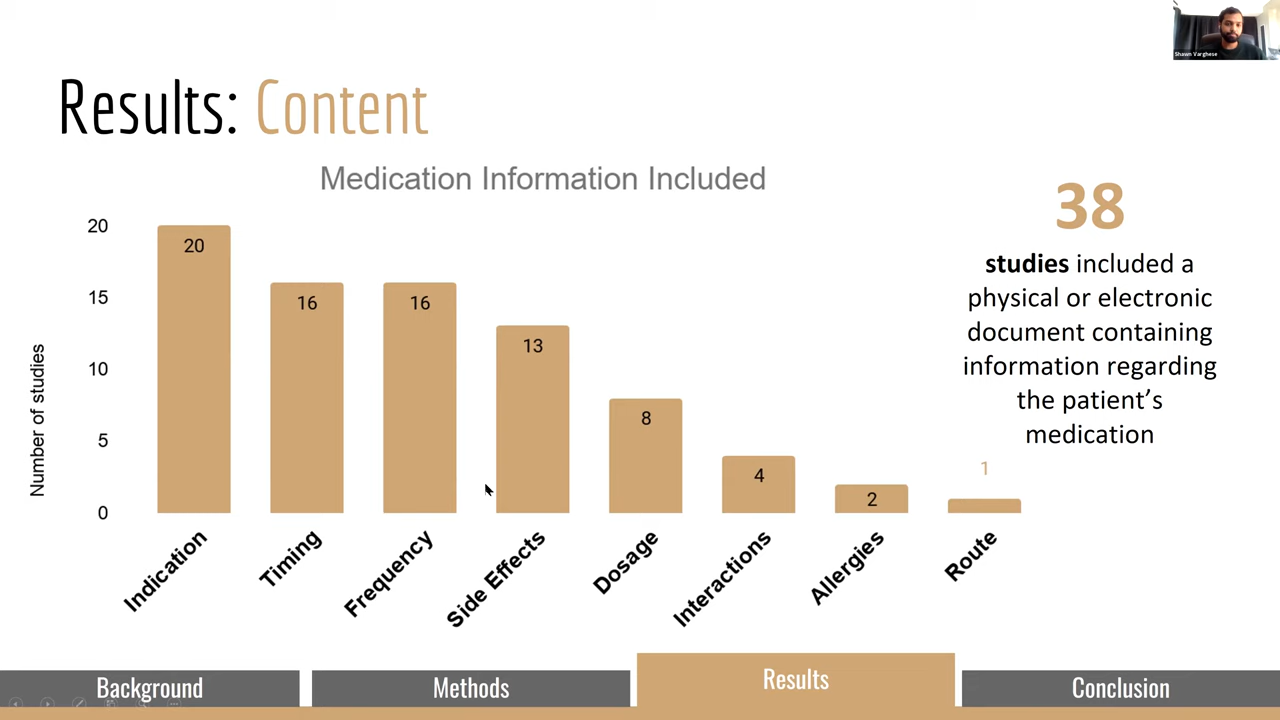 Shawn Varghese
Results: Content
Medication Information Included
38
studies included a
physical or electronic
document containing
information regarding
the patient's
medication
Number of studies
20
15
10
5
0
20
16
16
13
8
4
2
1
Indication
Timing
Frequency
Side Effects
Dosage
Interactions
Allergies
Route
Background
Methods
Results
Conclusion